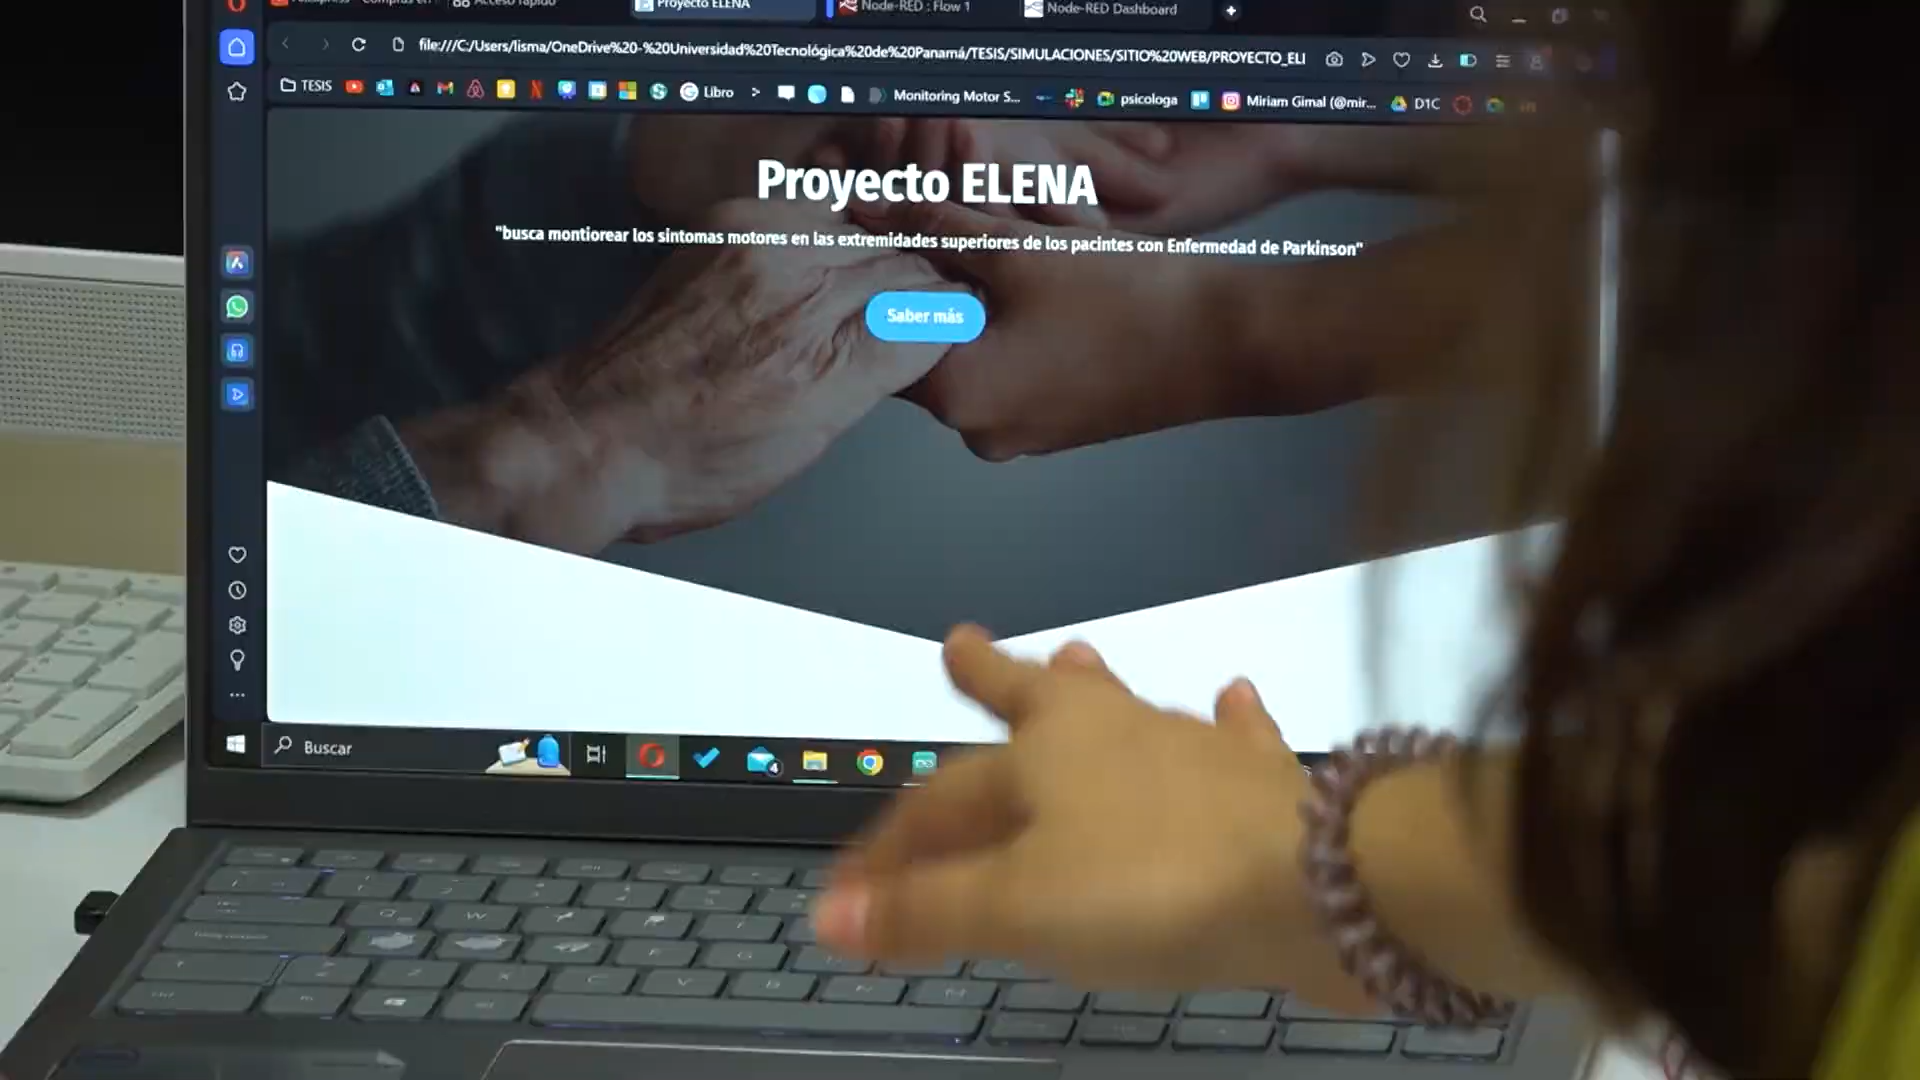 Proyecto ELENA
Node-RED : Flow 1
Node-RED Dashboard
file:///C:/Users/lisma/OneDrive%20-%20Universidad%20Tecnológica%20de%20Panamá/TESIS/SIMULACIONES/SITIO%20WEB/PROYECTO_ELI
TESIS
Libro
Monitoring Motor S...
psicologa
Miriam Gimal (@mir...
D1C
Proyecto ELENA
"busca montiorear los sintomas motores en las extremidades superiores de los pacintes con Enfermedad de Parkinson"
Saber más
Buscar
4